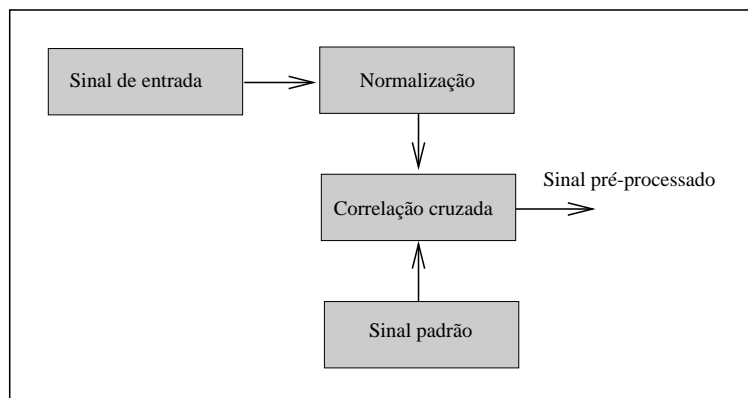 Sinal de entrada
Normalização
Correlação cruzada
Sinal pré-processado
Sinal padrão